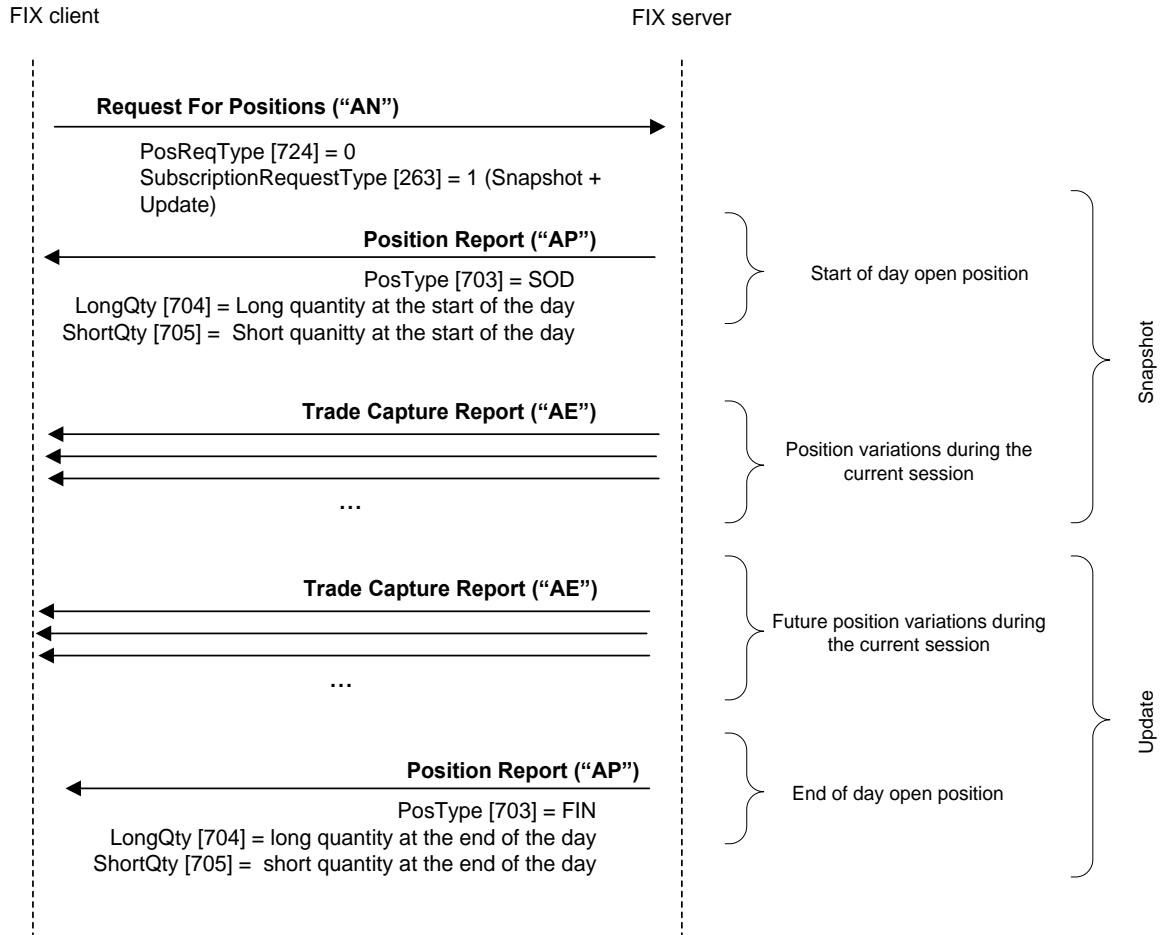 FIX client
FIX server
Request For Positions (“AN”)
PosReqType [724] = 0
SubscriptionRequestType [263] = 1 (Snapshot +
Update)
Position Report (“AP”)
PosType [703] = SOD
LongQty [704] = Long quantity at the start of the day
ShortQty [705] =  Short quanitty at the start of the day
Start of day open position
Snapshot
Trade Capture Report (“AE”)
...
Position variations during the
current session
Trade Capture Report (“AE”)
...
Future position variations during
the current session
Update
Position Report (“AP”)
PosType [703] = FIN
LongQty [704] = long quantity at the end of the day
ShortQty [705] =  short quantity at the end of the day
End of day open position